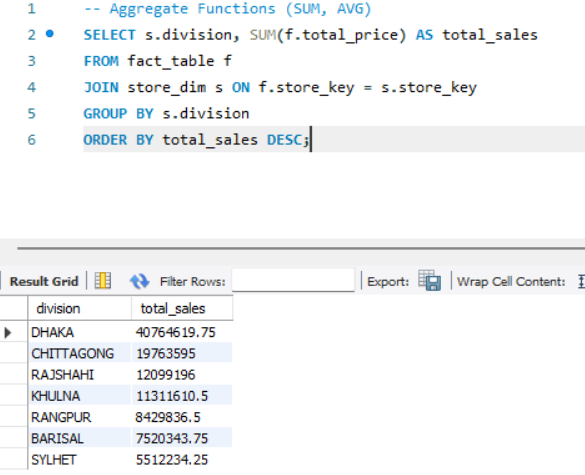 1 -- Aggregate Functions (SUM, AVG)
2 SELECT s.division, SUM(f.total_price) AS total_sales
3 FROM fact_table f
4 JOIN store_dim s ON f.store_key = s.store_key
5 GROUP BY s.division
6 ORDER BY total_sales DESC;
Result Grid Filter Rows: Export: Wrap Cell Content:
division total_sales
DHAKA 40764619.75
CHITTAGONG 19763595
RAJSHAHI 12099196
KHULNA 11311610.5
RANGPUR 8429836.5
BARISAL 7520343.75
SYLHET 5512234.25